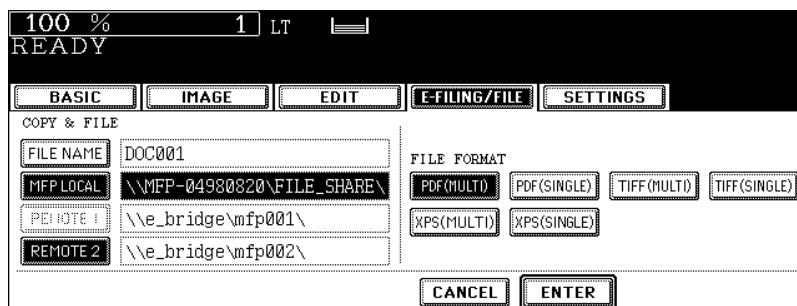 100 % 1 LT
READY
BASIC IMAGE EDIT E-FILING/FILE SETTINGS
COPY & FILE
FILE NAME DOC001
MFP LOCAL \\MFP-04980820\FILE_SHARE\
REMOTE 1 \\e_bridge\mfp001\
REMOTE 2 \\e_bridge\mfp002\
FILE FORMAT
PDF(MULTI) PDF(SINGLE) TIFF(MULTI) TIFF(SINGLE)
XPS(MULTI) XPS(SINGLE)
CANCEL ENTER